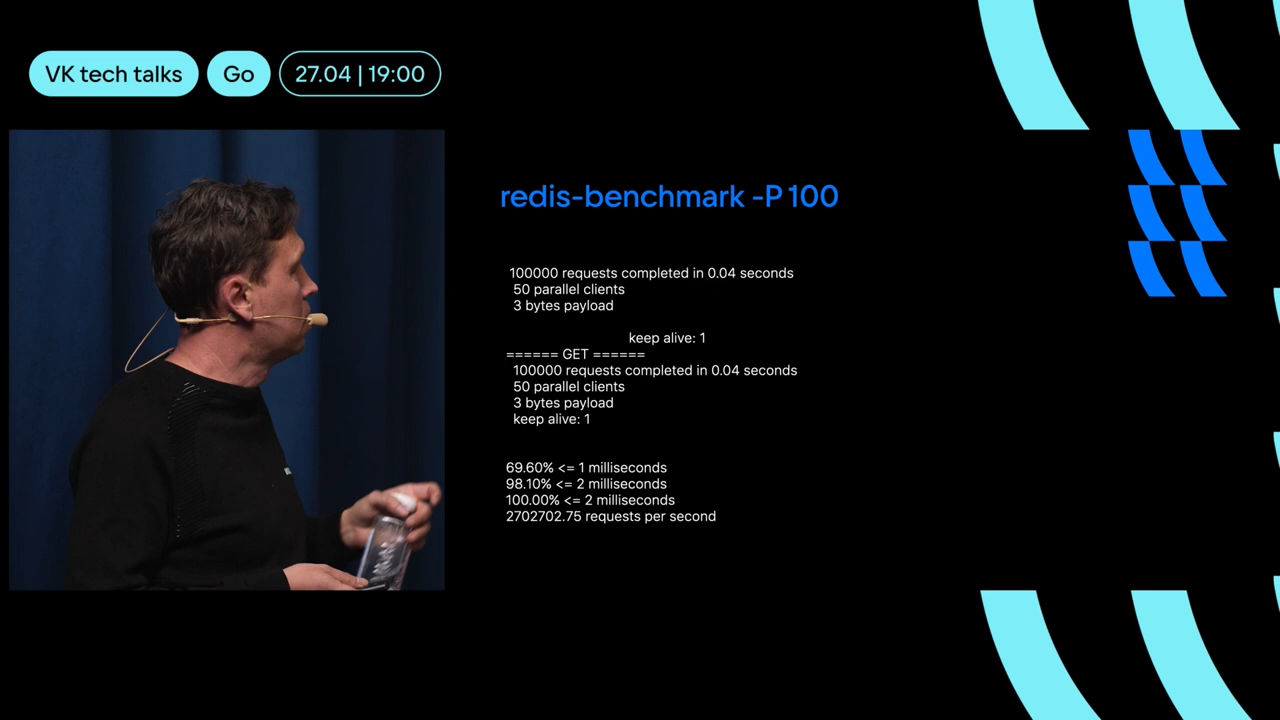 VK tech talks
Go
27.04 | 19:00
redis-benchmark -P 100
100000 requests completed in 0.04 seconds
50 parallel clients
3 bytes payload
keep alive: 1
====== GET ======
100000 requests completed in 0.04 seconds
50 parallel clients
3 bytes payload
keep alive: 1
69.60% <= 1 milliseconds
98.10% <= 2 milliseconds
100.00% <= 2 milliseconds
2702702.75 requests per second